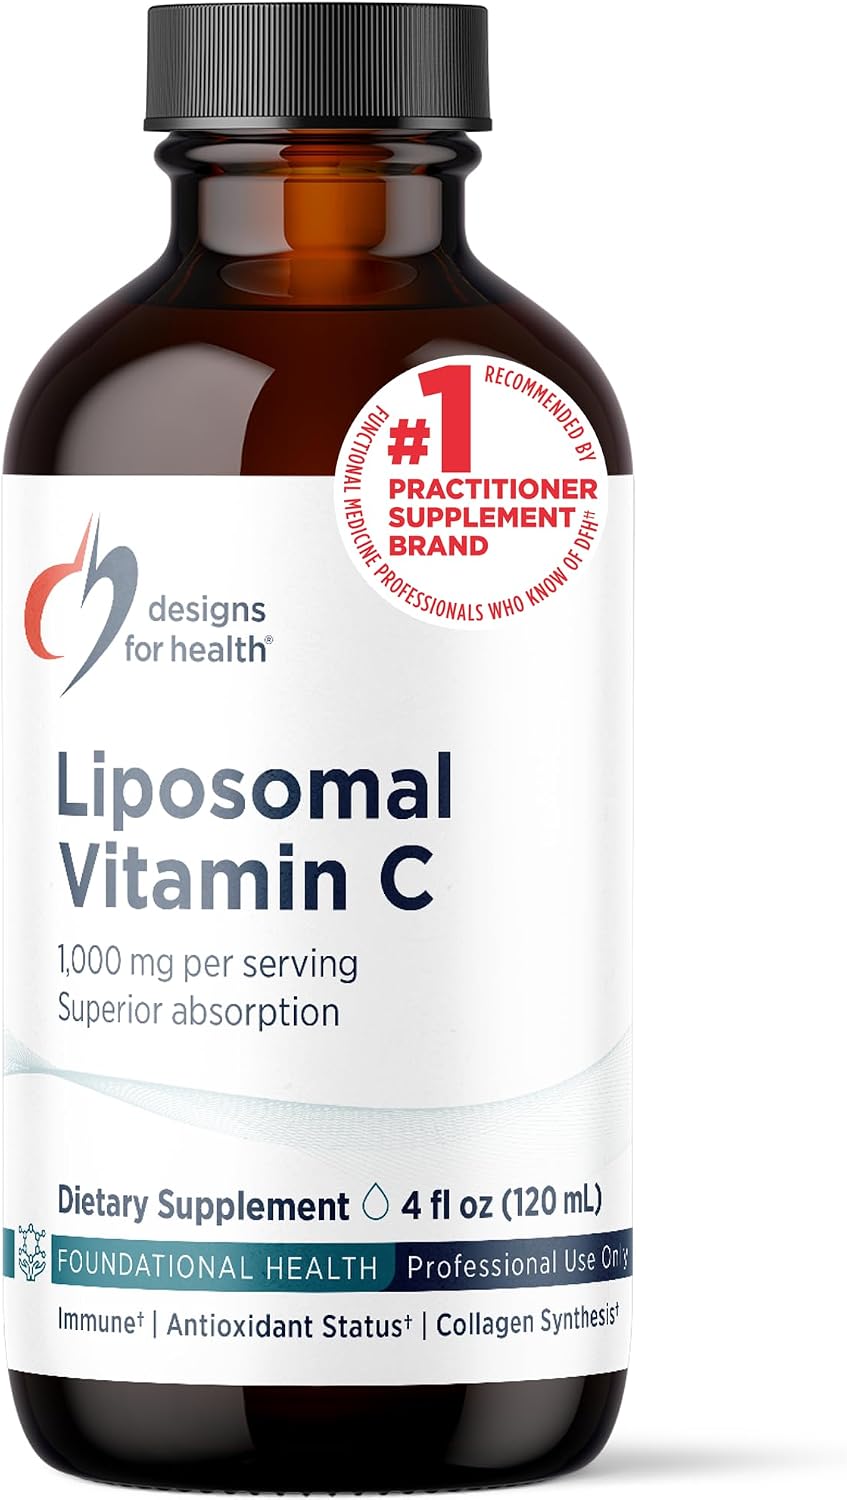 #1
PRACTITIONER
SUPPLEMENT
BRAND
RECOMMENDED BY
FUNCTIONAL MEDICINE PROFESSIONALS WHO KNOW OF DFH††
designs
for health®
Liposomal
Vitamin C
1,000 mg per serving
Superior absorption
Dietary Supplement 4 fl oz (120 mL)
FOUNDATIONAL HEALTH Professional Use Only
Immune† | Antioxidant Status† | Collagen Synthesis†